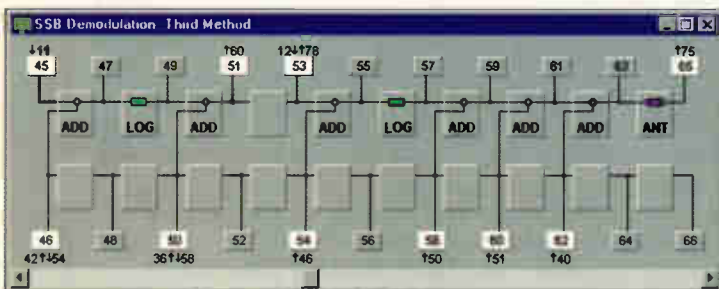 SSB Demodulation Third Method
↓11 ↑60 12↓↑78 ↑75
45 47 49 51 53 55 57 59 61 63 65
ADD LOG ADD ADD LOG ADD ADD ADD ANT
46 48 50 52 54 56 58 60 62 64 66
42↑↓54 36↑↓58 ↑46 ↑50 ↑51 ↑40